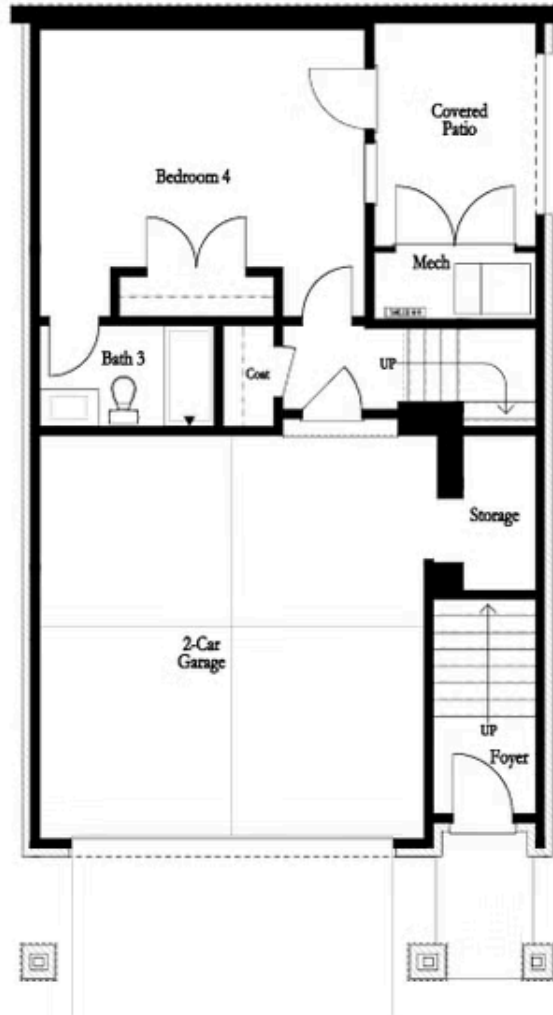 Covered
Patio
Bedroom 4
Mech
Bath 3
Coat
UP
Storage
2-Car
Garage
UP
Foyer